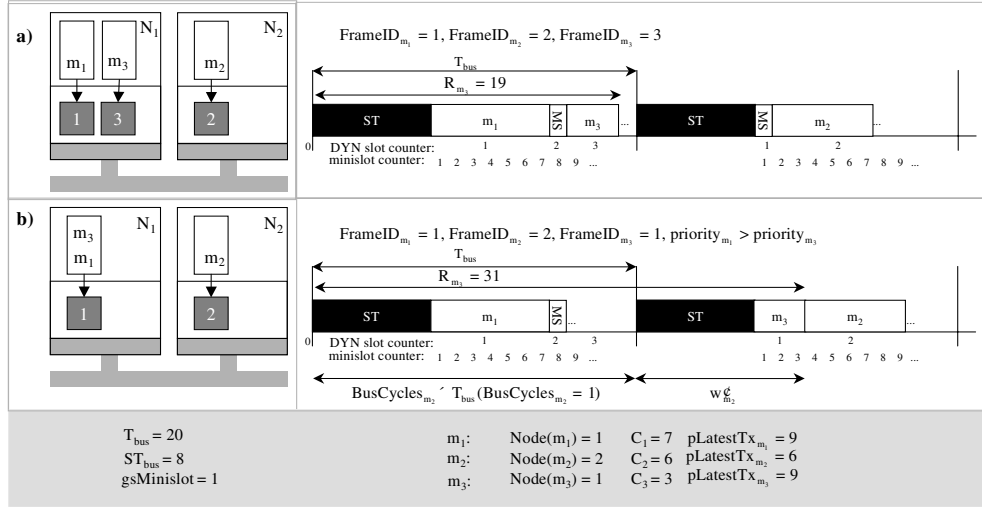 a)
N1
N2
m1 m3
m2
1 3
2
FrameIDm1 = 1, FrameIDm2 = 2, FrameIDm3 = 3
Tbus
Rm3 = 19
ST m1 MS m3 ...
ST MS m2 ...
0
DYN slot counter: 1 2 3
1 2
minislot counter: 1 2 3 4 5 6 7 8 9 ...
1 2 3 4 5 6 7 8 9 ...
b)
N1
N2
m3
m1
m2
1
2
FrameIDm1 = 1, FrameIDm2 = 2, FrameIDm3 = 1, prioritym1 > prioritym3
Tbus
Rm3 = 31
ST m1 MS ...
ST m3 m2 ...
0
DYN slot counter: 1 2 3
1 2
minislot counter: 1 2 3 4 5 6 7 8 9 ...
1 2 3 4 5 6 7 8 9 ...
BusCyclesm2 ´ Tbus (BusCyclesm2 = 1)
w¢m2
Tbus = 20
STbus = 8
gsMinislot = 1
m1: Node(m1) = 1 C1 = 7 pLatestTxm1 = 9
m2: Node(m2) = 2 C2 = 6 pLatestTxm2 = 6
m3: Node(m3) = 1 C3 = 3 pLatestTxm3 = 9